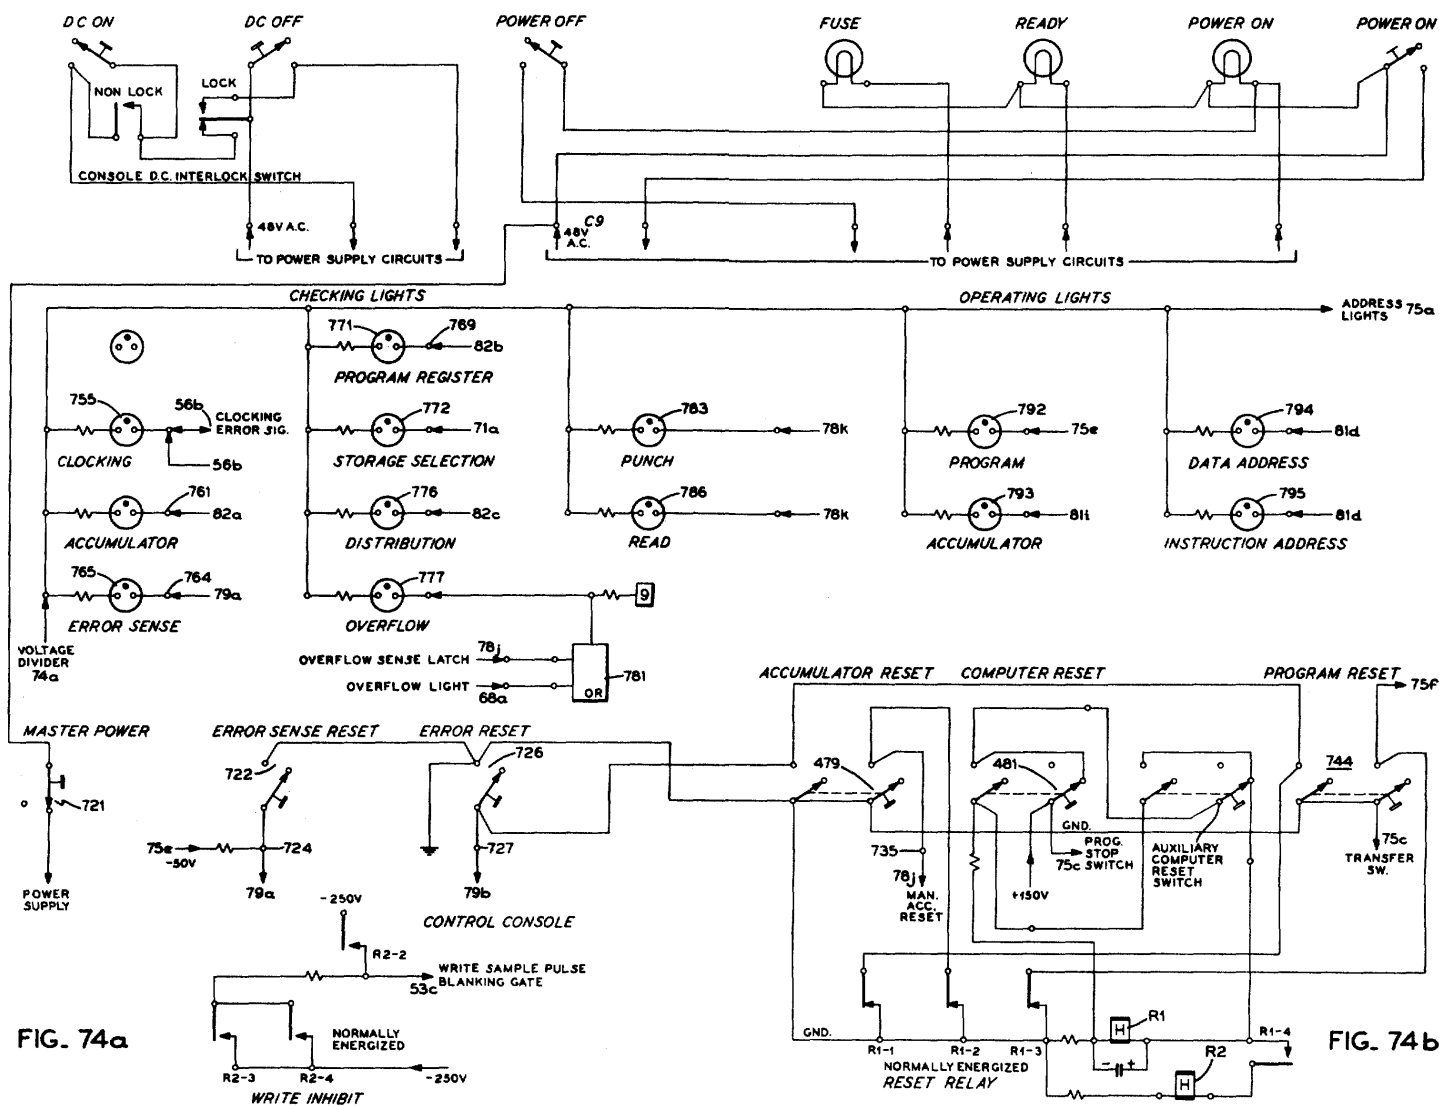 DC ON
DC OFF
POWER OFF
FUSE
READY
POWER ON
POWER ON
LOCK
NON LOCK
CONSOLE D.C. INTERLOCK SWITCH
48V A.C.
C9
48V
A.C.
TO POWER SUPPLY CIRCUITS
TO POWER SUPPLY CIRCUITS
CHECKING LIGHTS
OPERATING LIGHTS
ADDRESS
LIGHTS
75a
771
769
82b
PROGRAM REGISTER
755
56b
CLOCKING
ERROR SIG.
56b
CLOCKING
772
71a
STORAGE SELECTION
783
78k
PUNCH
792
75e
PROGRAM
794
81d
DATA ADDRESS
761
82a
ACCUMULATOR
776
82c
DISTRIBUTION
786
78k
READ
793
81i
ACCUMULATOR
795
81d
INSTRUCTION ADDRESS
765
764
79a
ERROR SENSE
777
9
OVERFLOW
VOLTAGE
DIVIDER
74a
OVERFLOW SENSE LATCH
78j
OVERFLOW LIGHT
68a
781
OR
ACCUMULATOR RESET
COMPUTER RESET
PROGRAM RESET
75f
MASTER POWER
ERROR SENSE RESET
ERROR RESET
721
722
726
479
481
744
75e
-50V
724
727
735
GND.
75c
PROG.
STOP
SWITCH
AUXILIARY
COMPUTER
RESET
SWITCH
75c
TRANSFER
SW.
POWER
SUPPLY
79a
79b
78j
MAN.
ACC.
RESET
+150V
CONTROL CONSOLE
-250V
R2-2
WRITE SAMPLE PULSE
BLANKING GATE
53c
NORMALLY
ENERGIZED
R2-3
R2-4
-250V
WRITE INHIBIT
FIG. 74a
GND.
R1-1
R1-2
R1-3
H
R1
R1-4
- +
H
R2
NORMALLY ENERGIZED
RESET RELAY
FIG. 74b